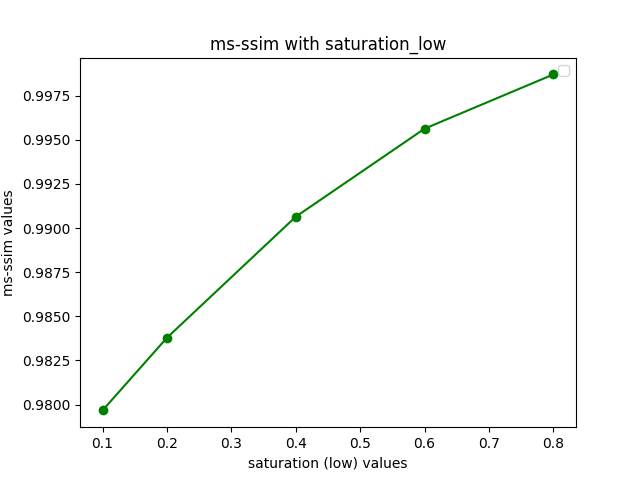 ms-ssim with saturation_low
0.9975
0.9950
0.9925
0.9900
0.9875
0.9850
0.9825
0.9800
ms-ssim values
0.1 0.2 0.3 0.4 0.5 0.6 0.7 0.8
saturation (low) values